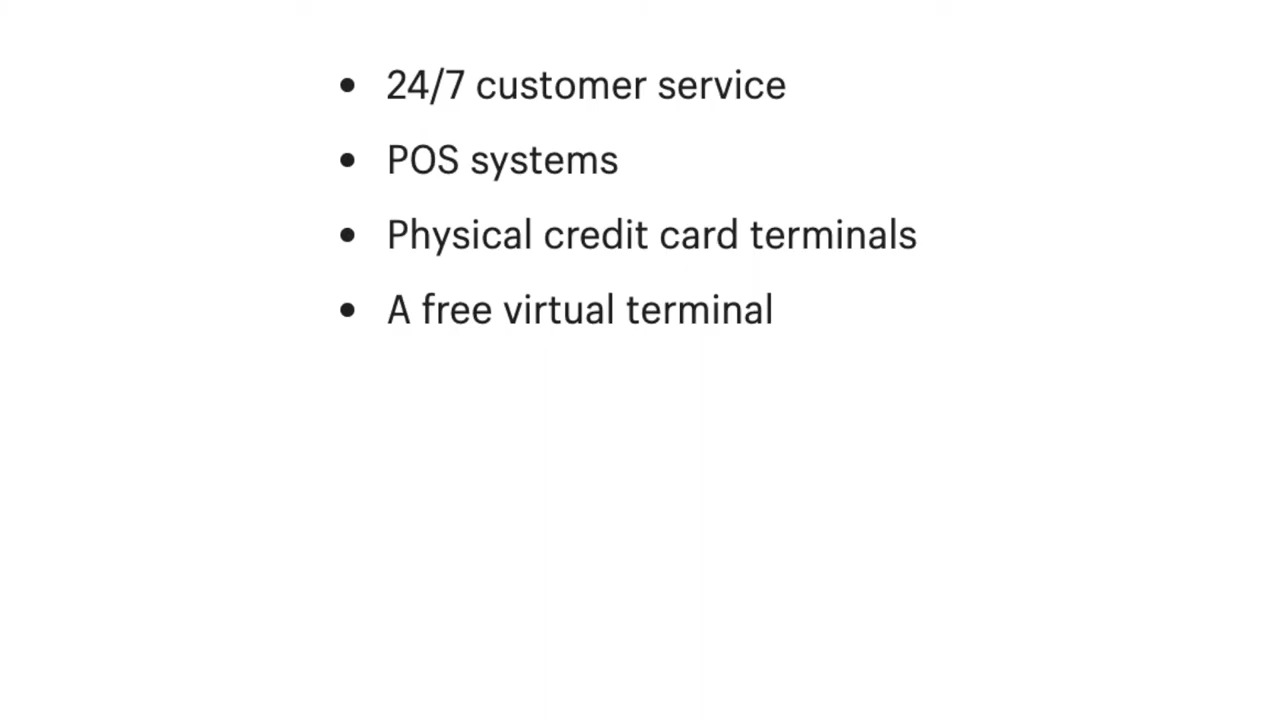 • 24/7 customer service
• POS systems
• Physical credit card terminals
• A free virtual terminal